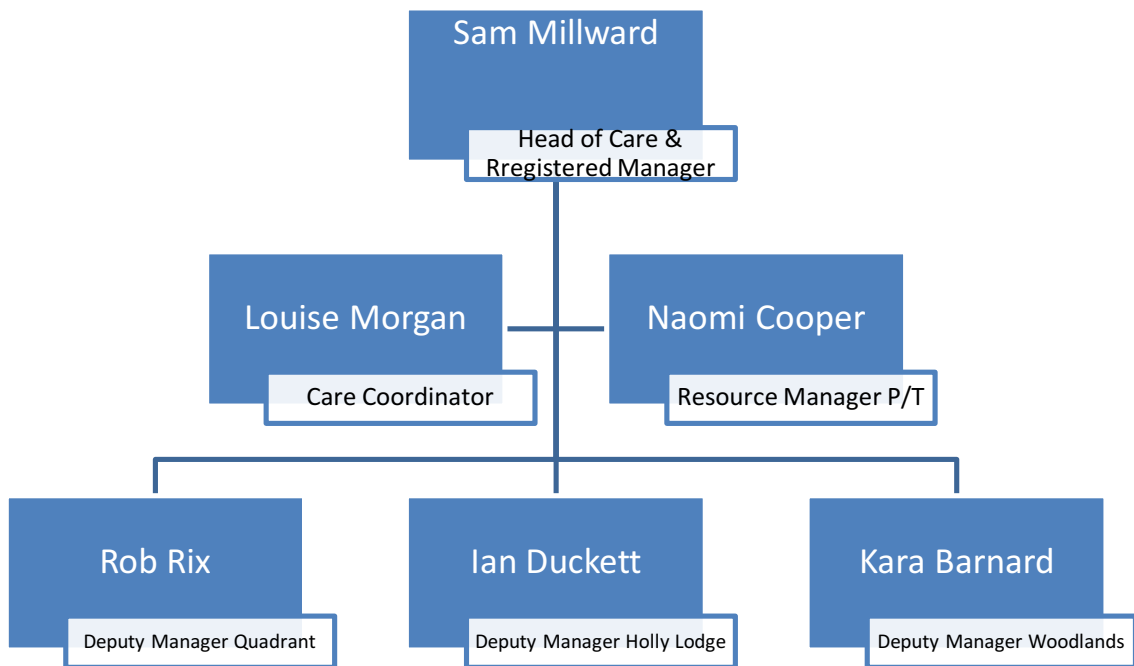 Sam Millward
Head of Care &
Rregistered Manager
Louise Morgan
Care Coordinator
Naomi Cooper
Resource Manager P/T
Rob Rix
Deputy Manager Quadrant
Ian Duckett
Deputy Manager Holly Lodge
Kara Barnard
Deputy Manager Woodlands